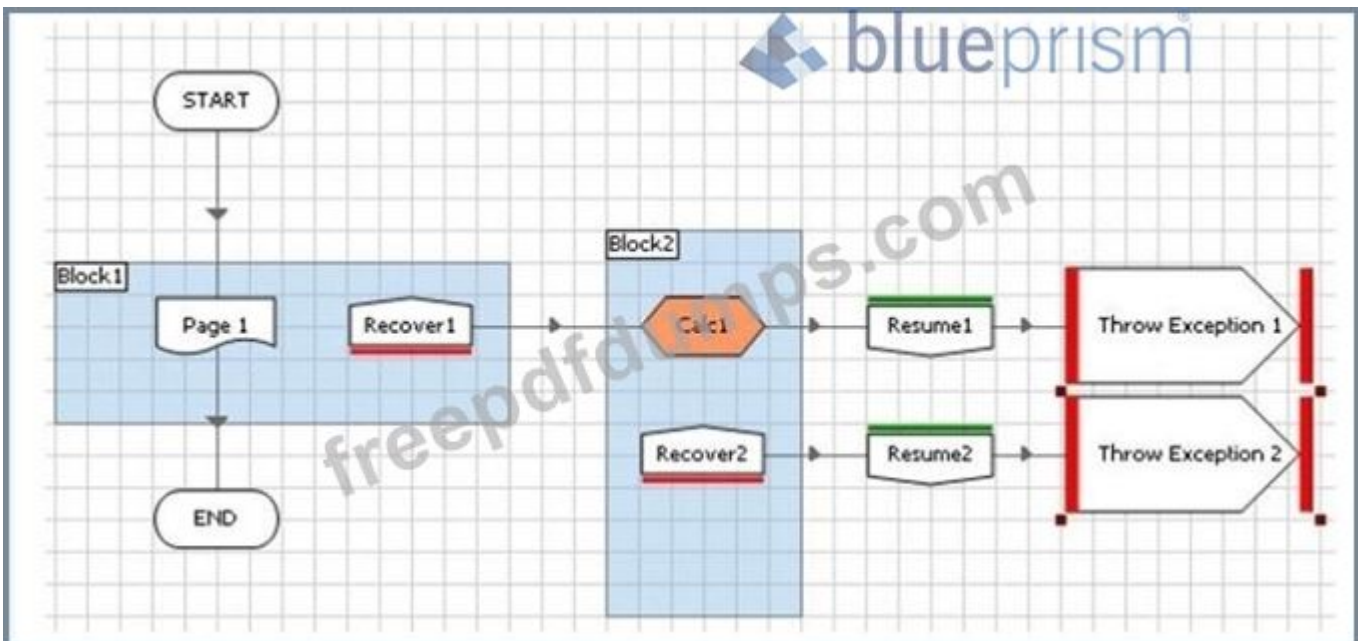 blueprism®
START
Block1
Page 1
Recover1
Block2
Calc1
Resume1
Throw Exception 1
Recover2
Resume2
Throw Exception 2
END
freepdfdumps.com